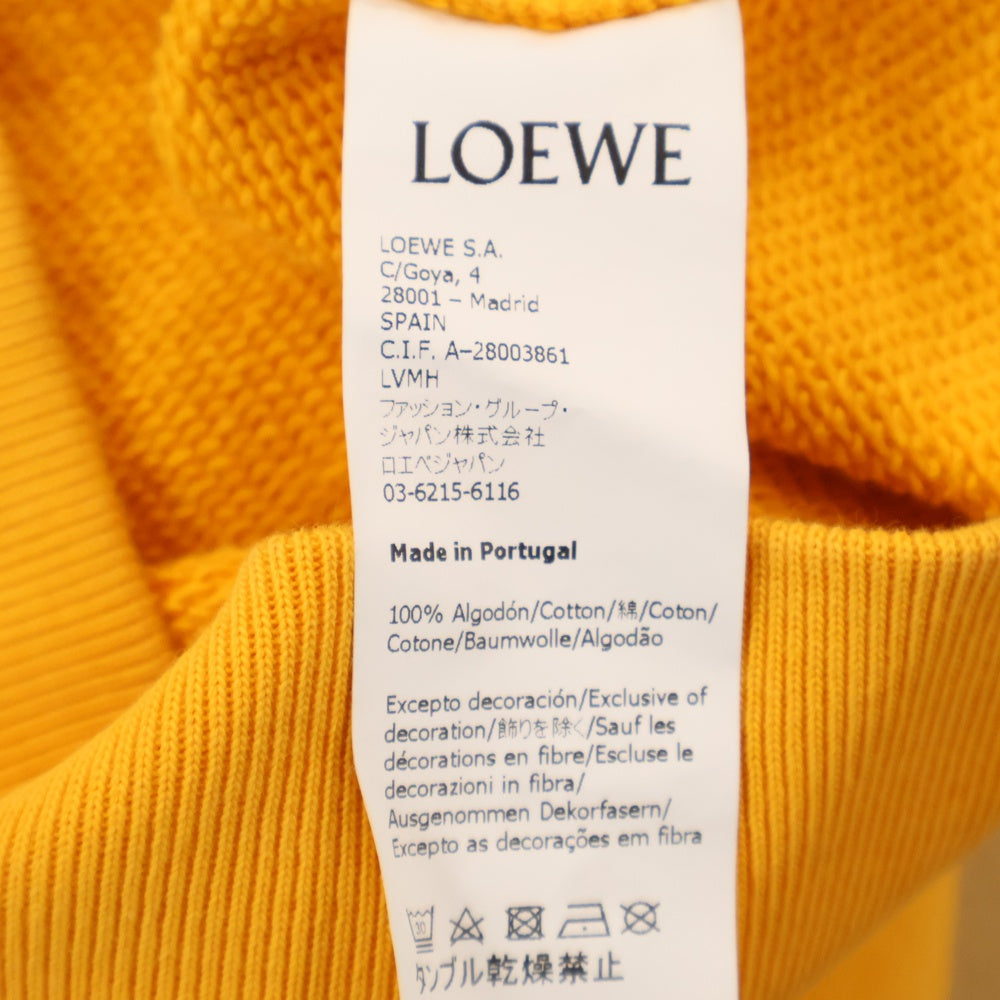 LOEWE
LOEWE S.A.
C/Goya, 4
28001 – Madrid
SPAIN
C.I.F. A–28003861
LVMH
ファッション・グループ・
ジャパン株式会社
ロエベジャパン
03-6215-6116
Made in Portugal
100% Algodón/Cotton/綿/Coton/
Cotone/Baumwolle/Algodão
Excepto decoración/Exclusive of
decoration/飾りを除く/Sauf les
décorations en fibre/Escluse le
decorazioni in fibra/
Ausgenommen Dekorfasern/
Excepto as decorações em fibra
30
タンブル乾燥禁止